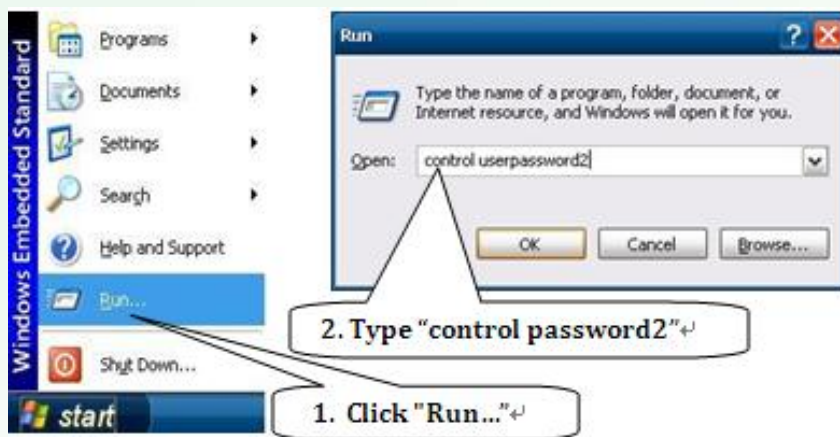 Windows Embedded Standard
Programs
Documents
Settings
Search
Help and Support
Run...
Shut Down...
start
Run
Type the name of a program, folder, document, or
Internet resource, and Windows will open it for you.
Open:
control userpassword2
OK
Cancel
Browse...
2. Type “control password2”↵
1. Click "Run...”↵